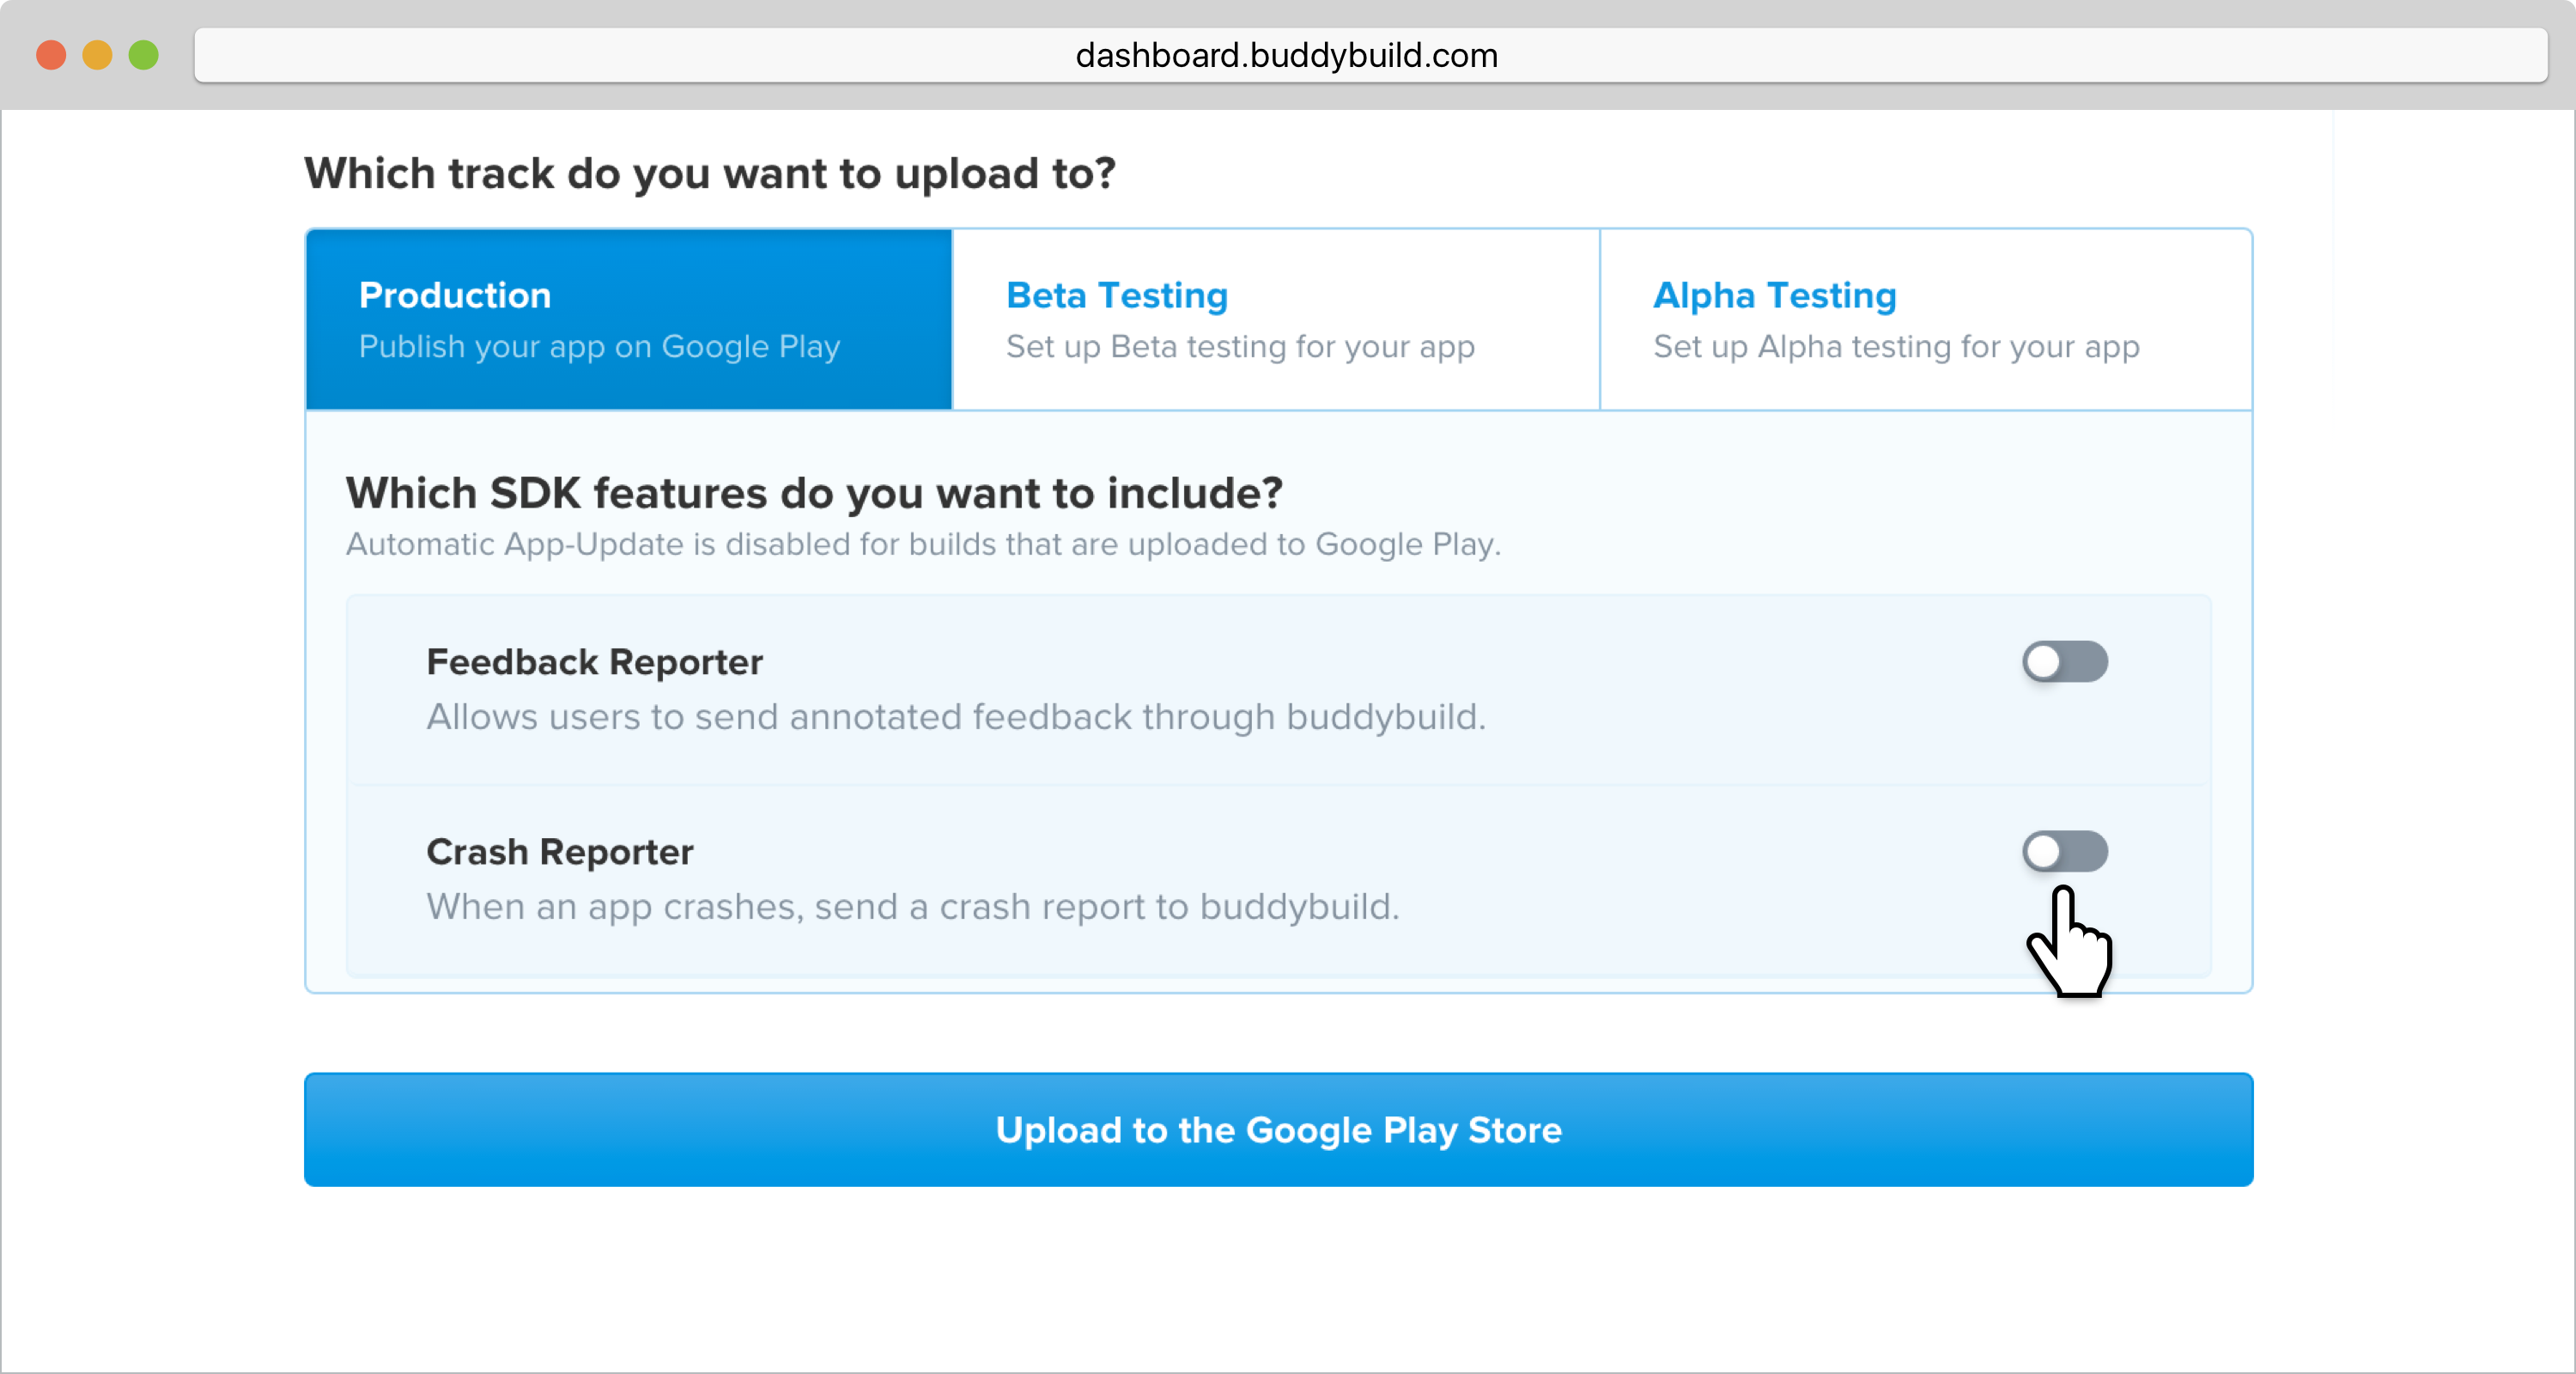 dashboard.buddybuild.com
Which track do you want to upload to?
Production
Publish your app on Google Play
Beta Testing
Set up Beta testing for your app
Alpha Testing
Set up Alpha testing for your app
Which SDK features do you want to include?
Automatic App-Update is disabled for builds that are uploaded to Google Play.
Feedback Reporter
Allows users to send annotated feedback through buddybuild.
Crash Reporter
When an app crashes, send a crash report to buddybuild.
Upload to the Google Play Store